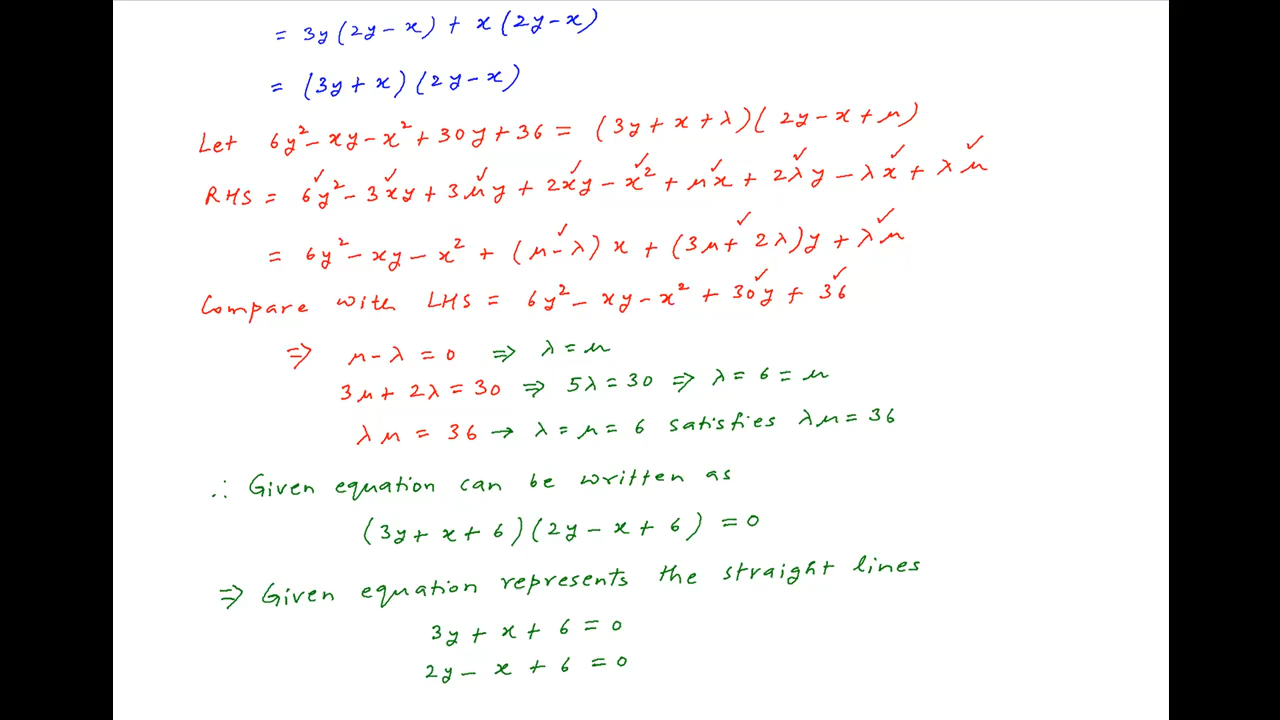 = 3y(2y-x) + x(2y-x)
= (3y+x)(2y-x)
Let 6y² - xy - x² + 30y + 36 = (3y+x+λ)(2y-x+μ)
RHS = 6y² - 3xy + 3μy + 2xy - x² + μx + 2λy - λx + λμ
= 6y² - xy - x² + (μ-λ)x + (3μ+2λ)y + λμ
Compare with LHS = 6y² - xy - x² + 30y + 36
⇒ μ-λ = 0 ⇒ λ = μ
3μ + 2λ = 30 ⇒ 5λ = 30 ⇒ λ = 6 = μ
λμ = 36 → λ = μ = 6 satisfies λμ = 36
∴ Given equation can be written as
(3y+x+6)(2y-x+6) = 0
⇒ Given equation represents the straight lines
3y + x + 6 = 0
2y - x + 6 = 0